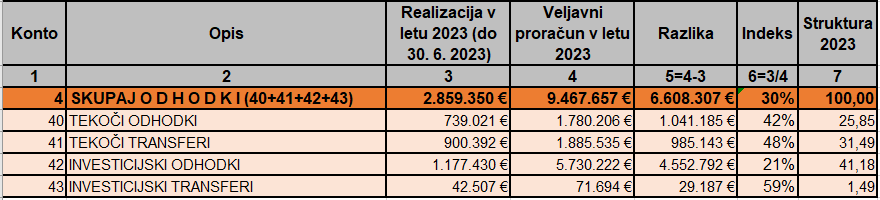 Konto Opis Realizacija v letu 2023 (do 30. 6. 2023) Veljavni proračun v letu 2023 Razlika Indeks Struktura 2023
1 2 3 4 5=4-3 6=3/4 7
4 SKUPAJ O D H O D K I (40+41+42+43) 2.859.350 € 9.467.657 € 6.608.307 € 30% 100,00
40 TEKOČI ODHODKI 739.021 € 1.780.206 € 1.041.185 € 42% 25,85
41 TEKOČI TRANSFERI 900.392 € 1.885.535 € 985.143 € 48% 31,49
42 INVESTICIJSKI ODHODKI 1.177.430 € 5.730.222 € 4.552.792 € 21% 41,18
43 INVESTICIJSKI TRANSFERI 42.507 € 71.694 € 29.187 € 59% 1,49